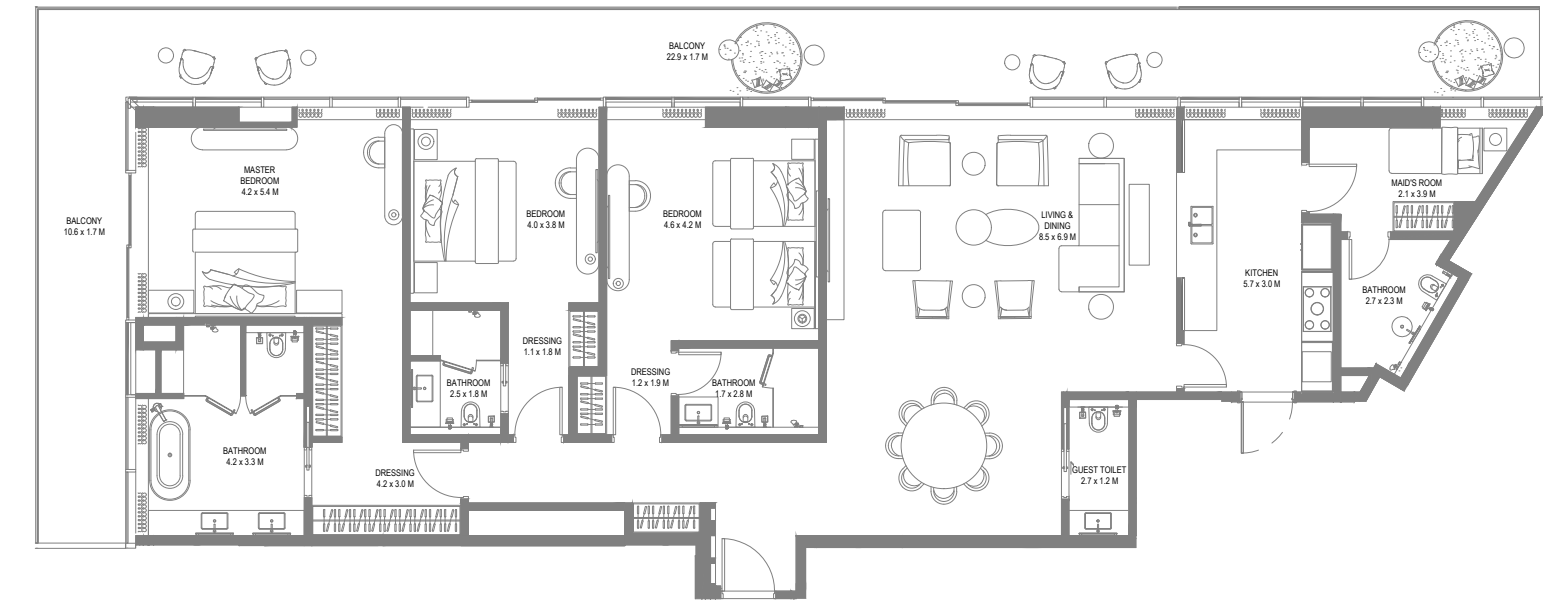 BALCONY
22.9 x 1.7 M
MASTER
BEDROOM
4.2 x 5.4 M
BALCONY
10.6 x 1.7 M
BEDROOM
4.0 x 3.8 M
BEDROOM
4.6 x 4.2 M
LIVING &
DINING
8.5 x 6.9 M
MAID'S ROOM
2.1 x 3.9 M
KITCHEN
5.7 x 3.0 M
BATHROOM
2.7 x 2.3 M
DRESSING
1.1 x 1.8 M
BATHROOM
2.5 x 1.8 M
DRESSING
1.2 x 1.9 M
BATHROOM
1.7 x 2.8 M
BATHROOM
4.2 x 3.3 M
DRESSING
4.2 x 3.0 M
GUEST TOILET
2.7 x 1.2 M